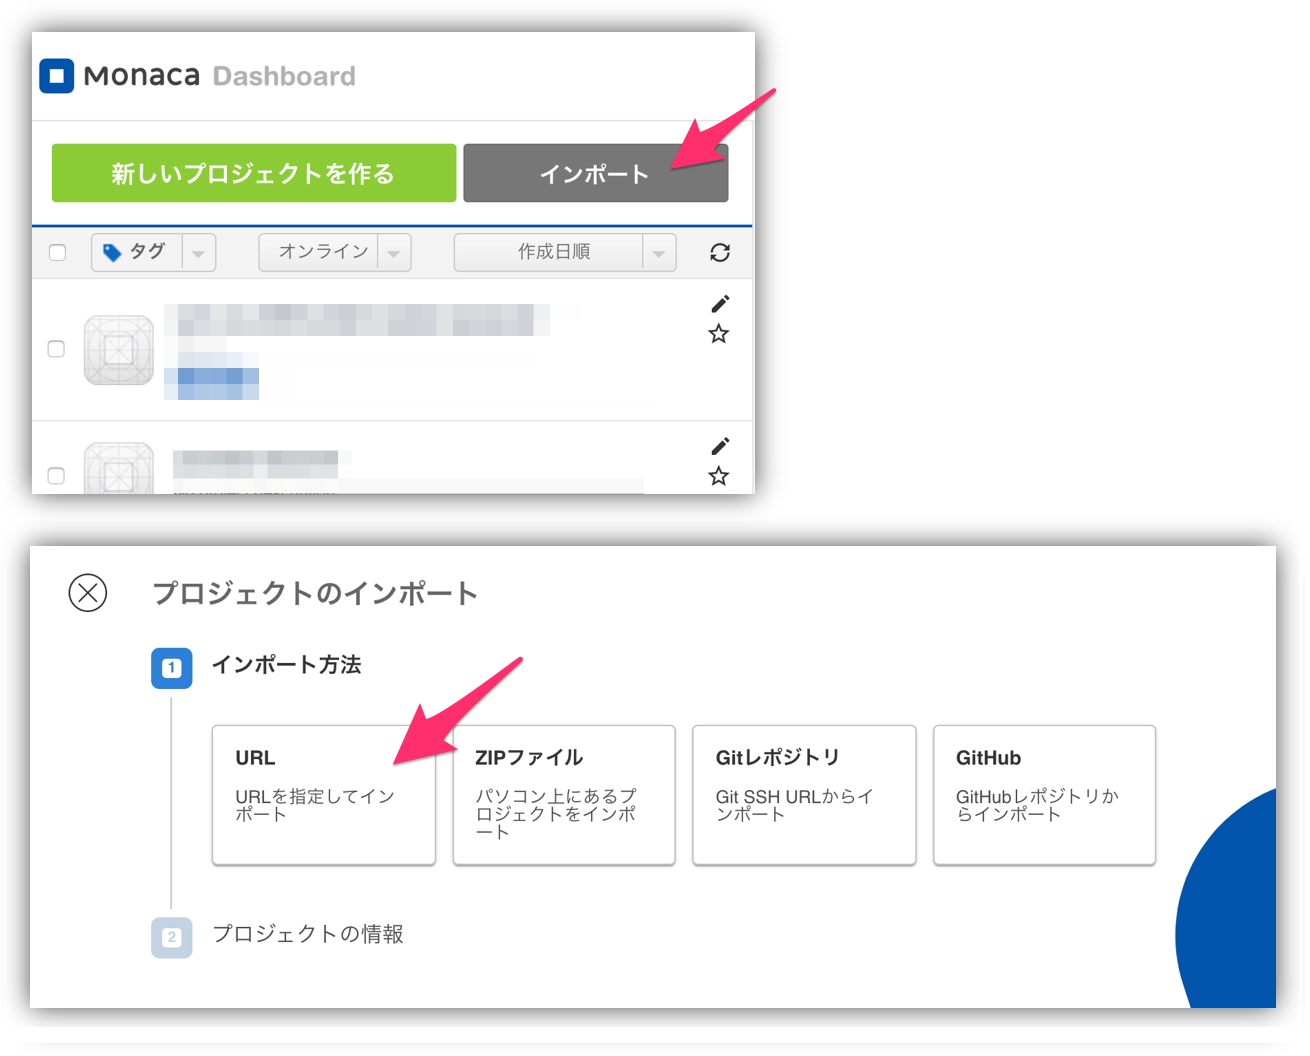 Monaca Dashboard
新しいプロジェクトを作る インポート
タグ オンライン 作成日順
プロジェクトのインポート
1 インポート方法
URL
URLを指定してイン
ポート
ZIPファイル
パソコン上にあるプ
ロジェクトをインポ
ート
Gitレポジトリ
Git SSH URLからイ
ンポート
GitHub
GitHubレポジトリか
らインポート
2 プロジェクトの情報